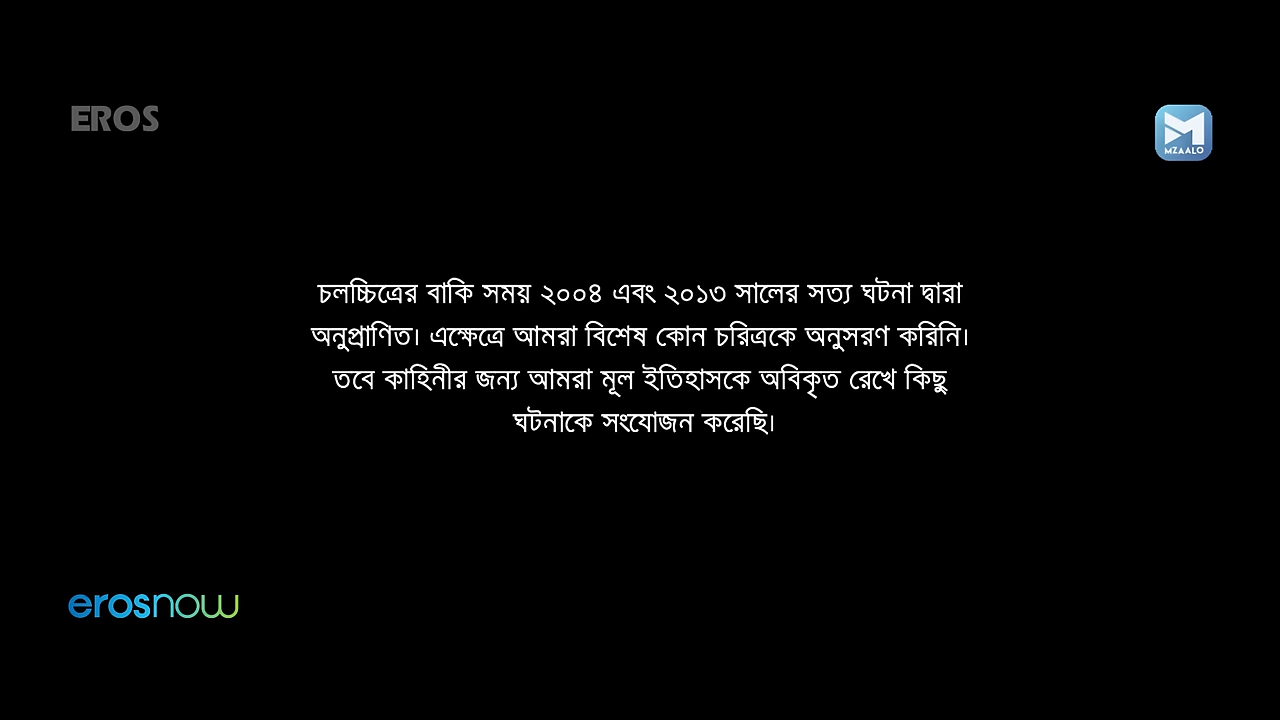 EROS
MZAALO
চলচ্চিত্রের বাকি সময় ২০০৪ এবং ২০১৩ সালের সত্য ঘটনা দ্বারা
অনুপ্রাণিত। এক্ষেত্রে আমরা বিশেষ কোন চরিত্রকে অনুসরণ করিনি।
তবে কাহিনীর জন্য আমরা মূল ইতিহাসকে অবিকৃত রেখে কিছু
ঘটনাকে সংযোজন করেছি।
erosnow